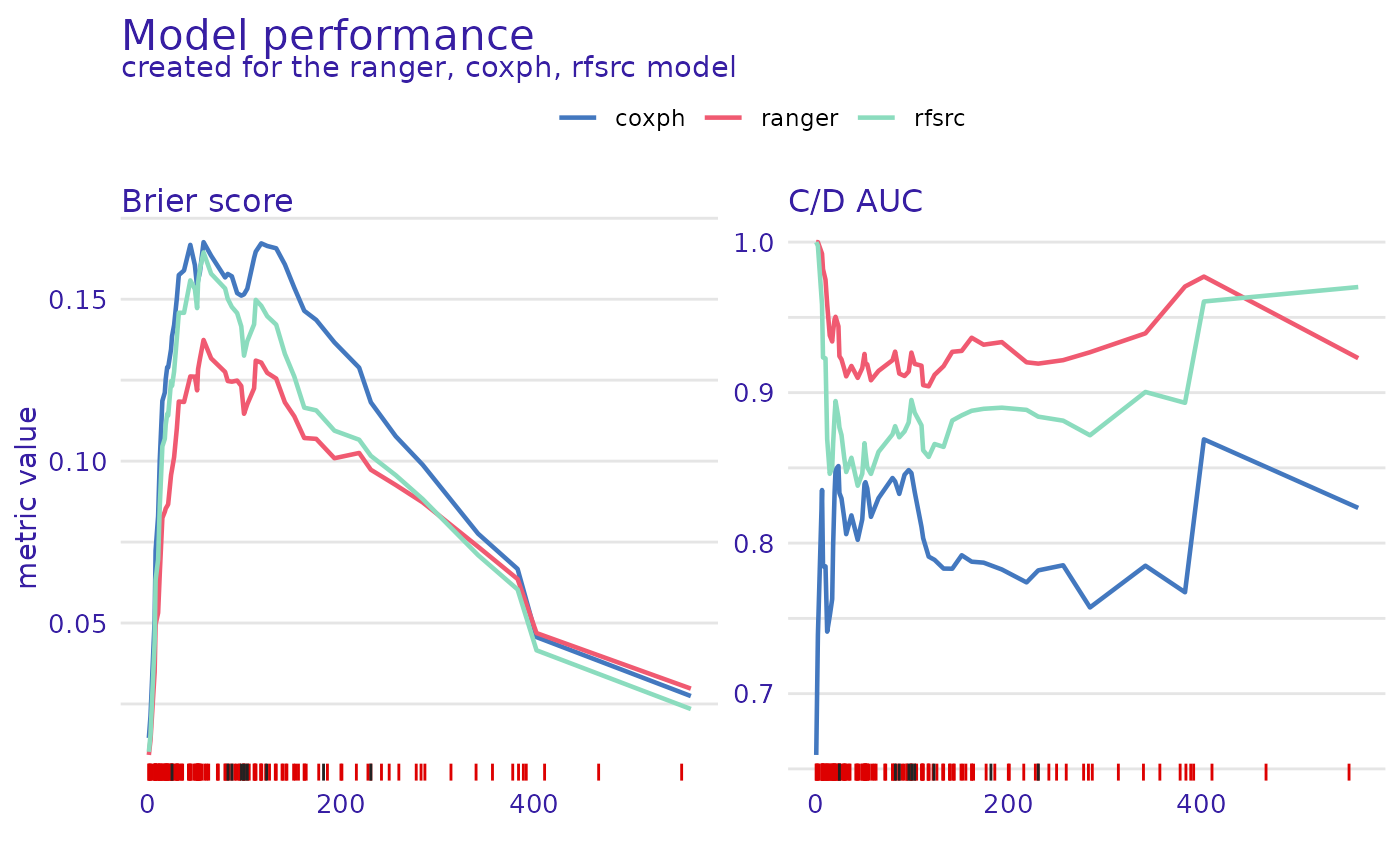 Model performance
created for the ranger, coxph, rfsrc model
coxph ranger rfsrc
Brier score
C/D AUC
metric value
0.15
0.10
0.05
0 200 400
1.0
0.9
0.8
0.7
0 200 400